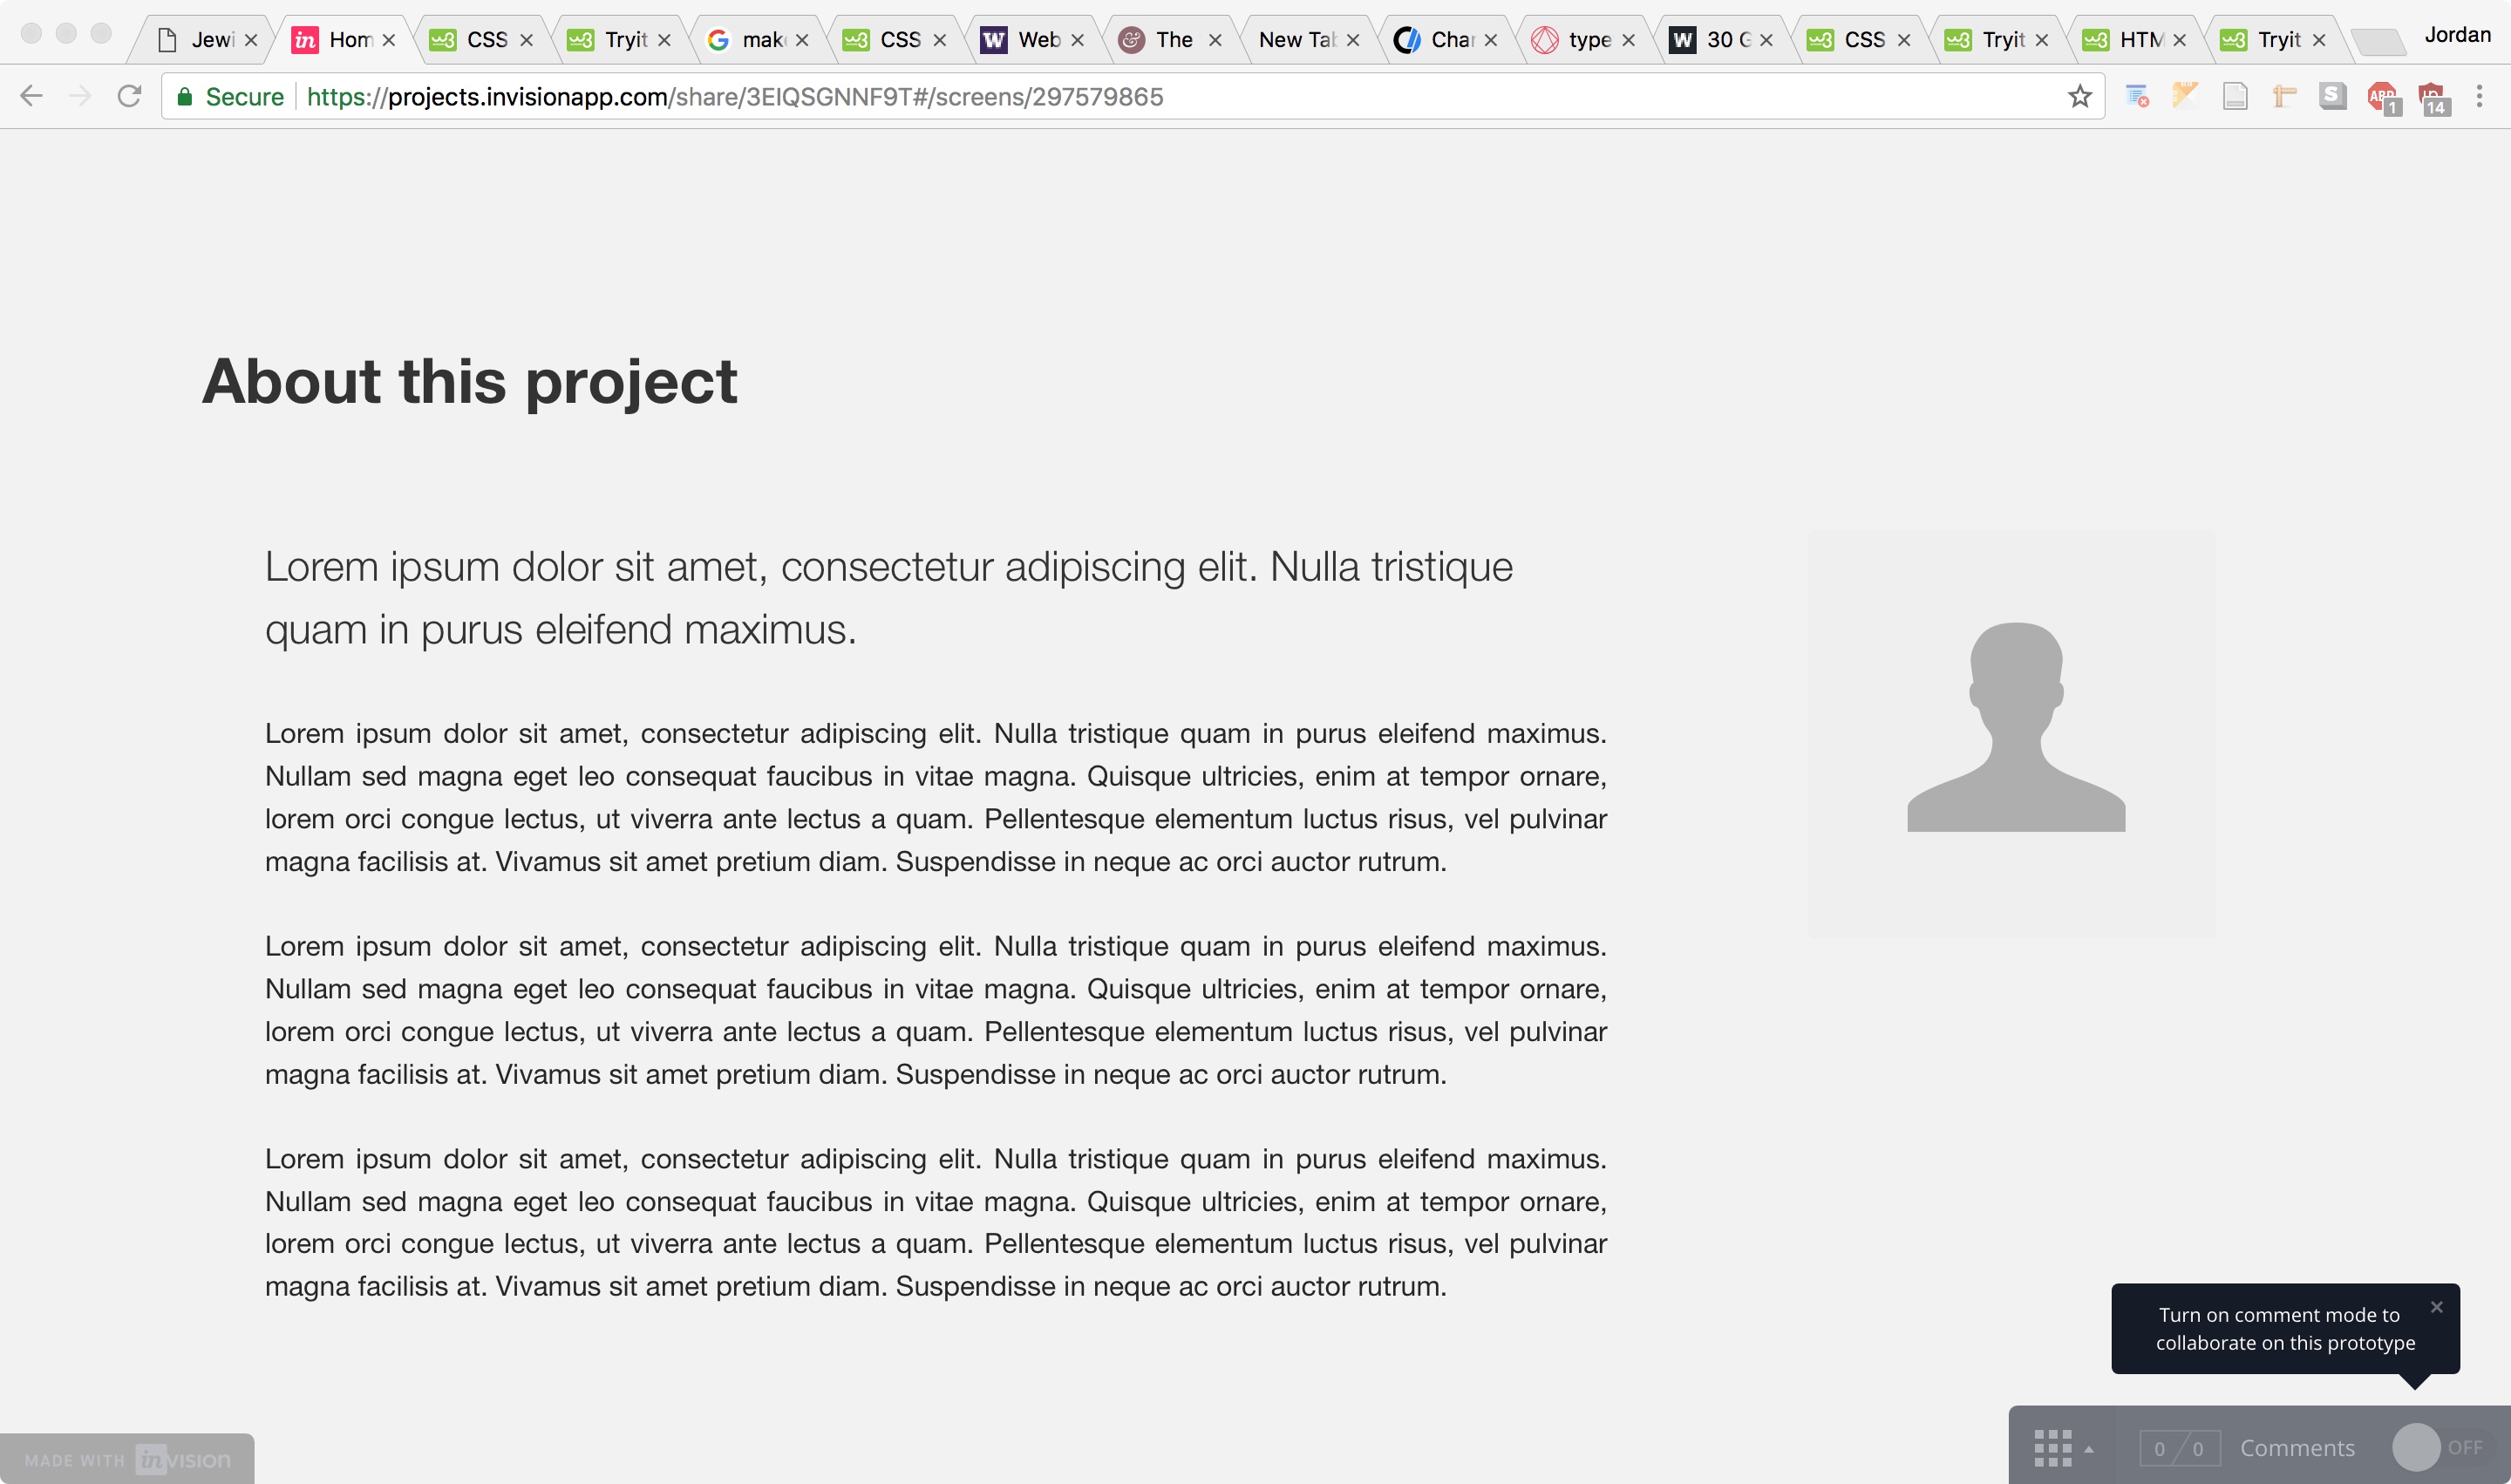 Jewi
Hom
CSS
Tryit
mak
CSS
Web
The
New Tab
Char
type
30 G
CSS
Tryit
HTM
Tryit
Jordan
Secure https://projects.invisionapp.com/share/3EIQSGNNF9T#/screens/297579865
1
14
About this project
Lorem ipsum dolor sit amet, consectetur adipiscing elit. Nulla tristique
quam in purus eleifend maximus.
Lorem ipsum dolor sit amet, consectetur adipiscing elit. Nulla tristique quam in purus eleifend maximus.
Nullam sed magna eget leo consequat faucibus in vitae magna. Quisque ultricies, enim at tempor ornare,
lorem orci congue lectus, ut viverra ante lectus a quam. Pellentesque elementum luctus risus, vel pulvinar
magna facilisis at. Vivamus sit amet pretium diam. Suspendisse in neque ac orci auctor rutrum.
Lorem ipsum dolor sit amet, consectetur adipiscing elit. Nulla tristique quam in purus eleifend maximus.
Nullam sed magna eget leo consequat faucibus in vitae magna. Quisque ultricies, enim at tempor ornare,
lorem orci congue lectus, ut viverra ante lectus a quam. Pellentesque elementum luctus risus, vel pulvinar
magna facilisis at. Vivamus sit amet pretium diam. Suspendisse in neque ac orci auctor rutrum.
Lorem ipsum dolor sit amet, consectetur adipiscing elit. Nulla tristique quam in purus eleifend maximus.
Nullam sed magna eget leo consequat faucibus in vitae magna. Quisque ultricies, enim at tempor ornare,
lorem orci congue lectus, ut viverra ante lectus a quam. Pellentesque elementum luctus risus, vel pulvinar
magna facilisis at. Vivamus sit amet pretium diam. Suspendisse in neque ac orci auctor rutrum.
Turn on comment mode to
collaborate on this prototype
MADE WITH inVISION
0/0 Comments OFF